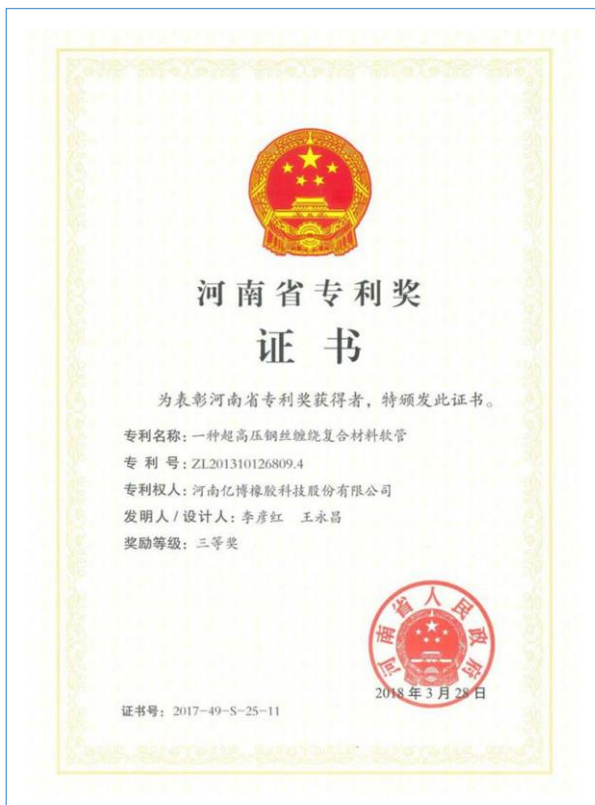 河南省专利奖
证书
为表彰河南省专利奖获得者，特颁发此证书。
专利名称：一种超高压钢丝缠绕复合材料软管
专利号：ZL201310126809.4
专利权人：河南亿博橡胶科技股份有限公司
发明人/设计人：李彦红 王永昌
奖励等级：三等奖
河南省人民政府
2018年3月28日
证书号：2017-49-S-25-11